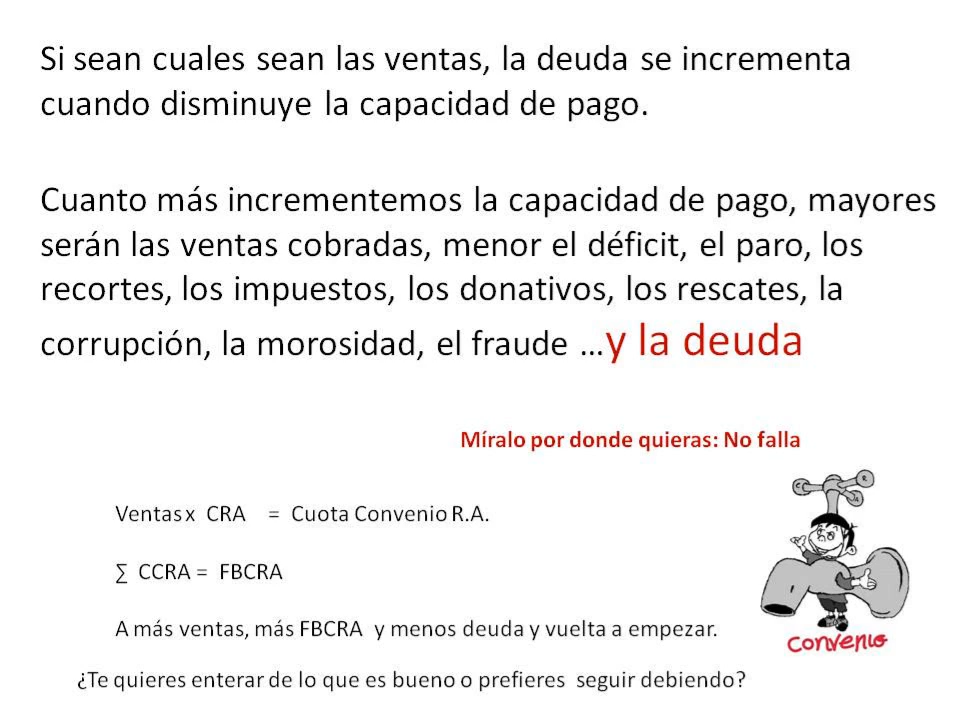 Si sean cuales sean las ventas, la deuda se incrementa
cuando disminuye la capacidad de pago.
Cuanto más incrementemos la capacidad de pago, mayores
serán las ventas cobradas, menor el déficit, el paro, los
recortes, los impuestos, los donativos, los rescates, la
corrupción, la morosidad, el fraude ...y la deuda
Míralo por donde quieras: No falla
Ventas x CRA = Cuota Convenio R.A.
∑ CCRA = FBCRA
A más ventas, más FBCRA y menos deuda y vuelta a empezar.
C R A
Convenio
¿Te quieres enterar de lo que es bueno o prefieres seguir debiendo?